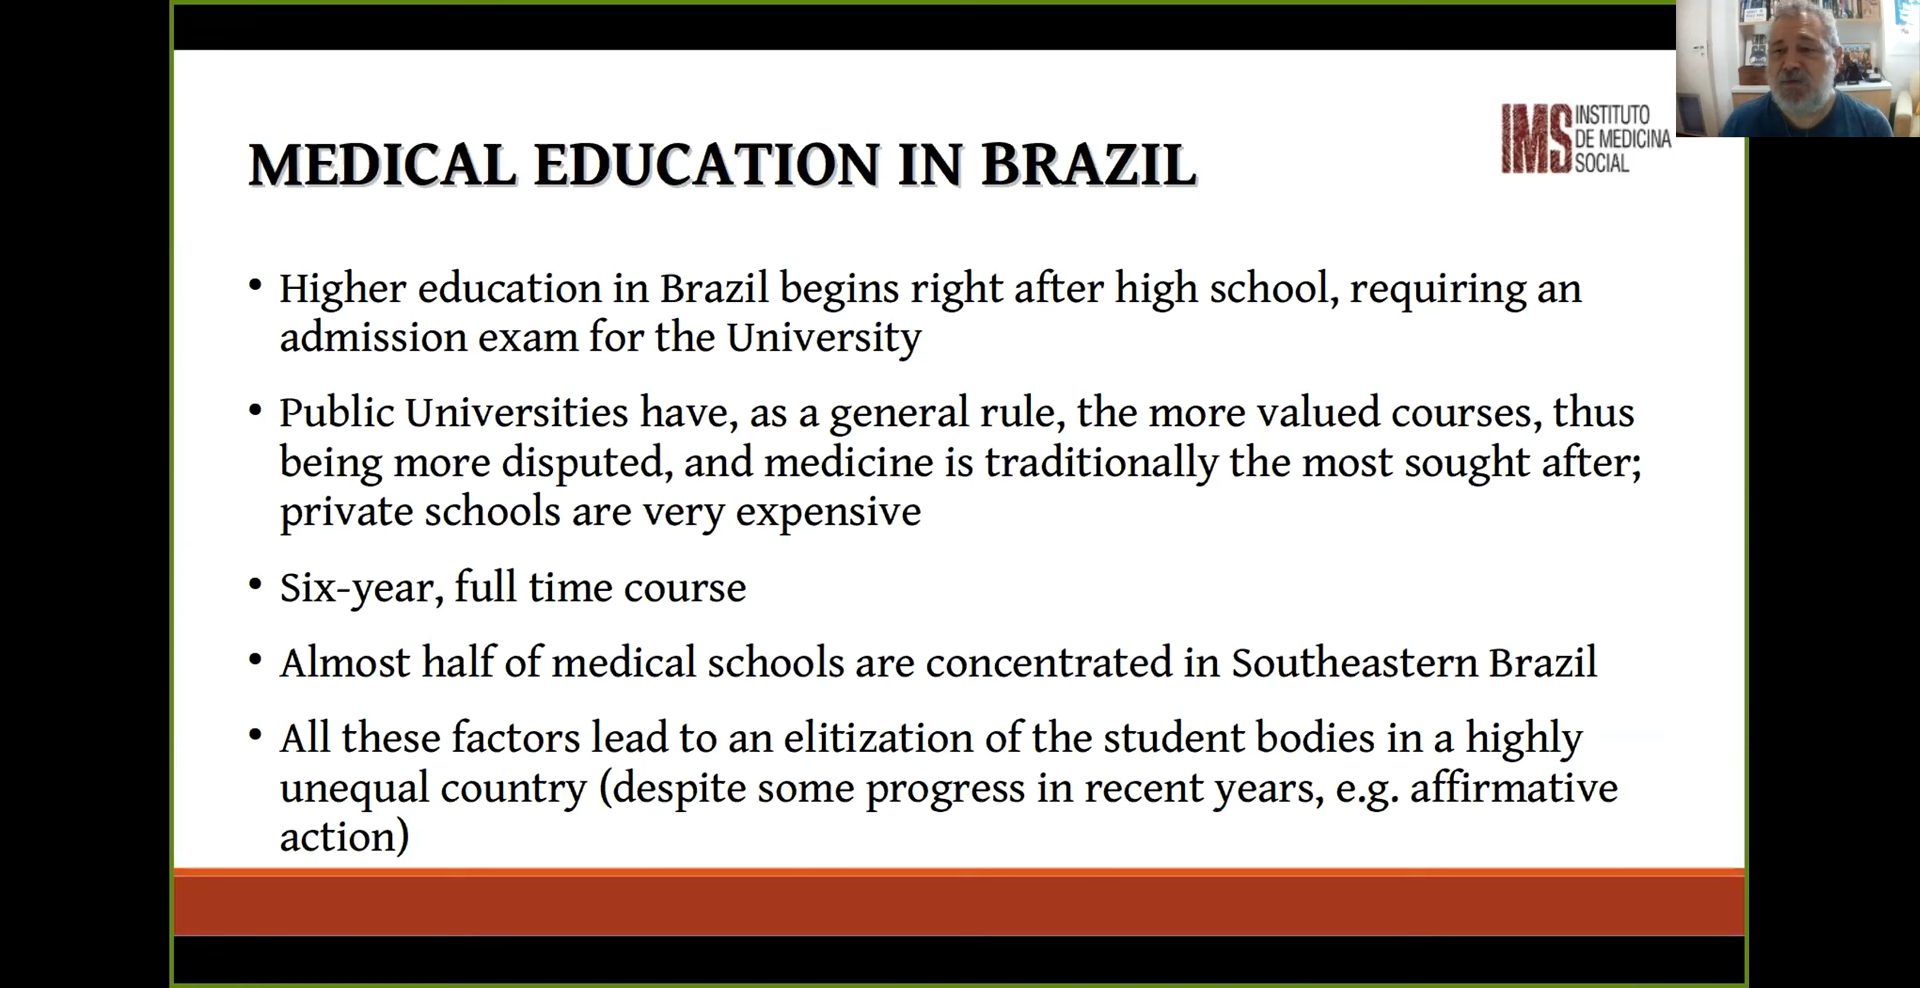 MEDICAL EDUCATION IN BRAZIL
IMS
INSTITUTO
DE MEDICINA
SOCIAL
• Higher education in Brazil begins right after high school, requiring an
admission exam for the University
• Public Universities have, as a general rule, the more valued courses, thus
being more disputed, and medicine is traditionally the most sought after;
private schools are very expensive
• Six-year, full time course
• Almost half of medical schools are concentrated in Southeastern Brazil
• All these factors lead to an elitization of the student bodies in a highly
unequal country (despite some progress in recent years, e.g. affirmative
action)